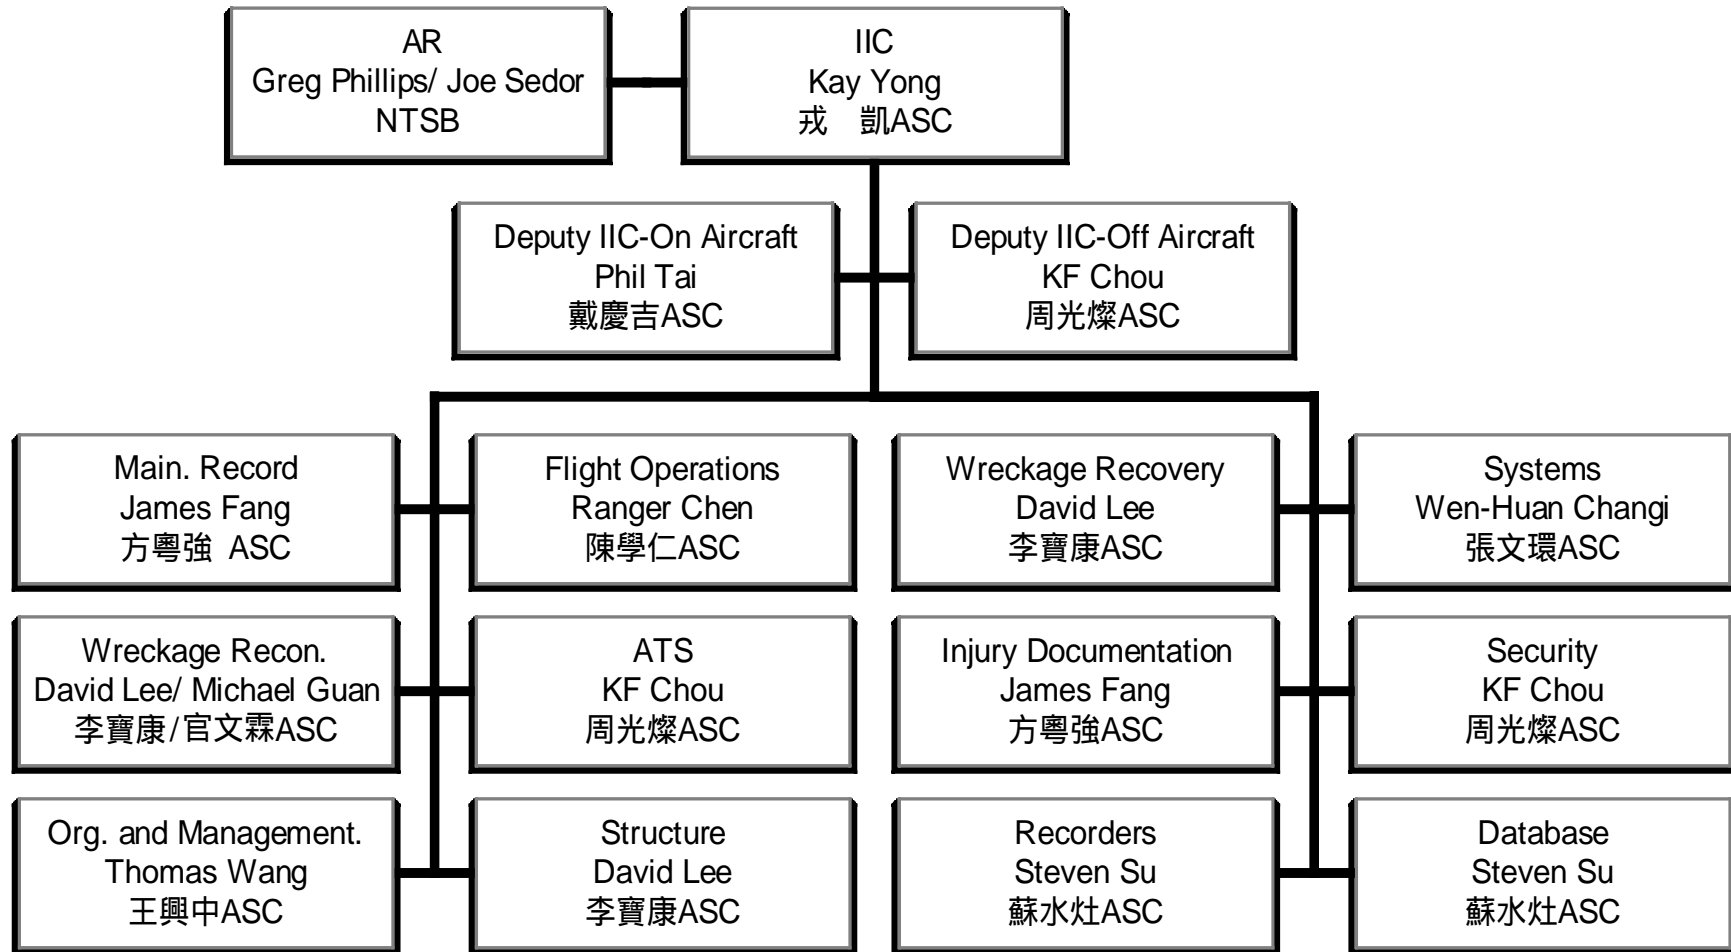 AR
Greg Phillips/ Joe Sedor
NTSB
IIC
Kay Yong
戎　凱ASC
Deputy IIC-On Aircraft
Phil Tai
戴慶吉ASC
Deputy IIC-Off Aircraft
KF Chou
周光燦ASC
Main. Record
James Fang
方粵強 ASC
Flight Operations
Ranger Chen
陳學仁ASC
Wreckage Recovery
David Lee
李寶康ASC
Systems
Wen-Huan Changi
張文環ASC
Wreckage Recon.
David Lee/ Michael Guan
李寶康/官文霖ASC
ATS
KF Chou
周光燦ASC
Injury Documentation
James Fang
方粵強ASC
Security
KF Chou
周光燦ASC
Org. and Management.
Thomas Wang
王興中ASC
Structure
David Lee
李寶康ASC
Recorders
Steven Su
蘇水灶ASC
Database
Steven Su
蘇水灶ASC